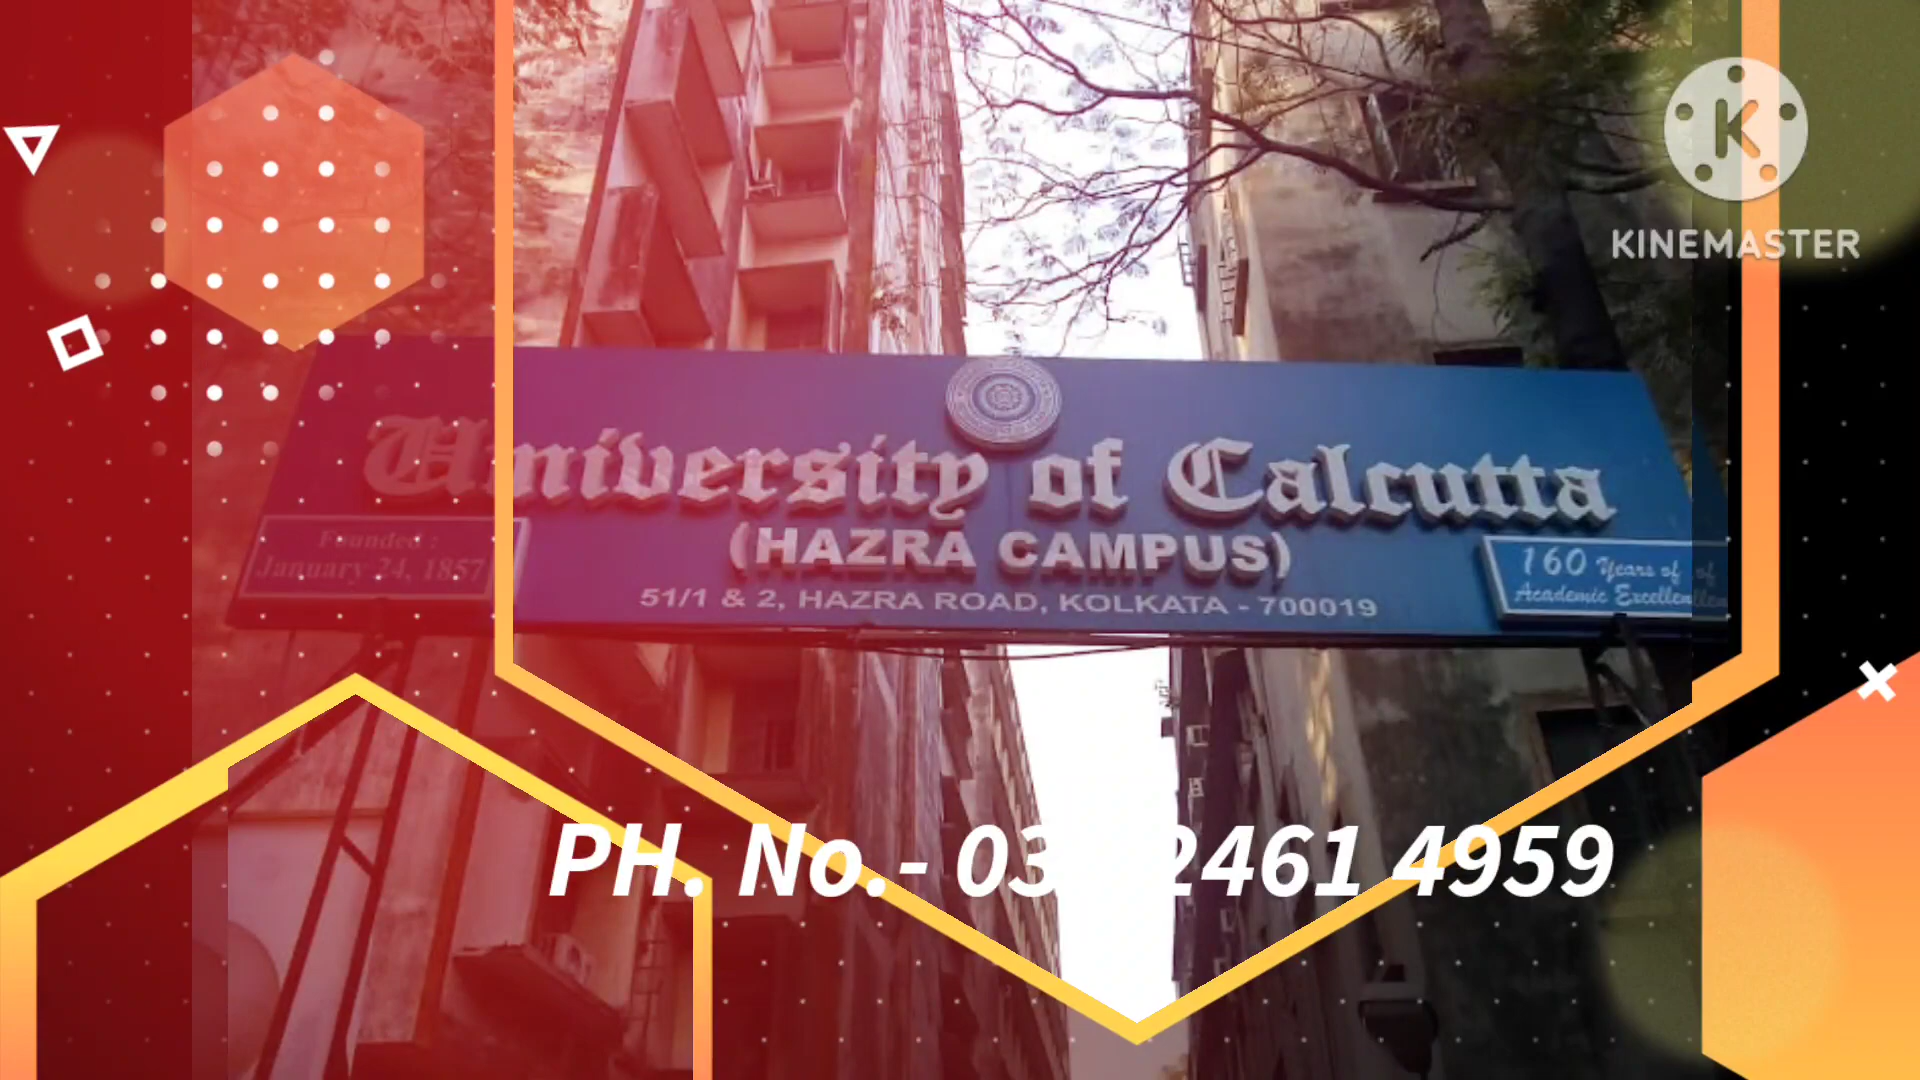 KINEMASTER
University of Calcutta
(HAZRA CAMPUS)
51/1 & 2, HAZRA ROAD, KOLKATA - 700019
Founded :
January 24, 1857
160 Years of
Academic
PH. No.- 03 2461 4959